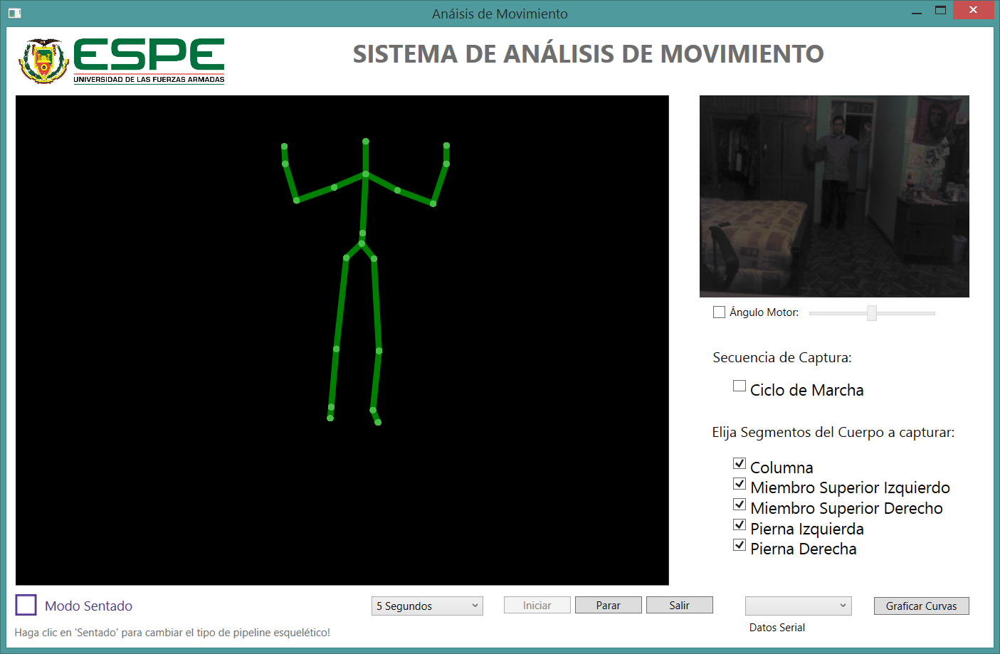 Anáisis de Movimiento
ESPE
UNIVERSIDAD DE LAS FUERZAS ARMADAS
SISTEMA DE ANÁLISIS DE MOVIMIENTO
Ángulo Motor:
Secuencia de Captura:
Ciclo de Marcha
Elija Segmentos del Cuerpo a capturar:
Columna
Miembro Superior Izquierdo
Miembro Superior Derecho
Pierna Izquierda
Pierna Derecha
Modo Sentado
5 Segundos
Iniciar
Parar
Salir
Graficar Curvas
Datos Serial
Haga clic en 'Sentado' para cambiar el tipo de pipeline esquelético!